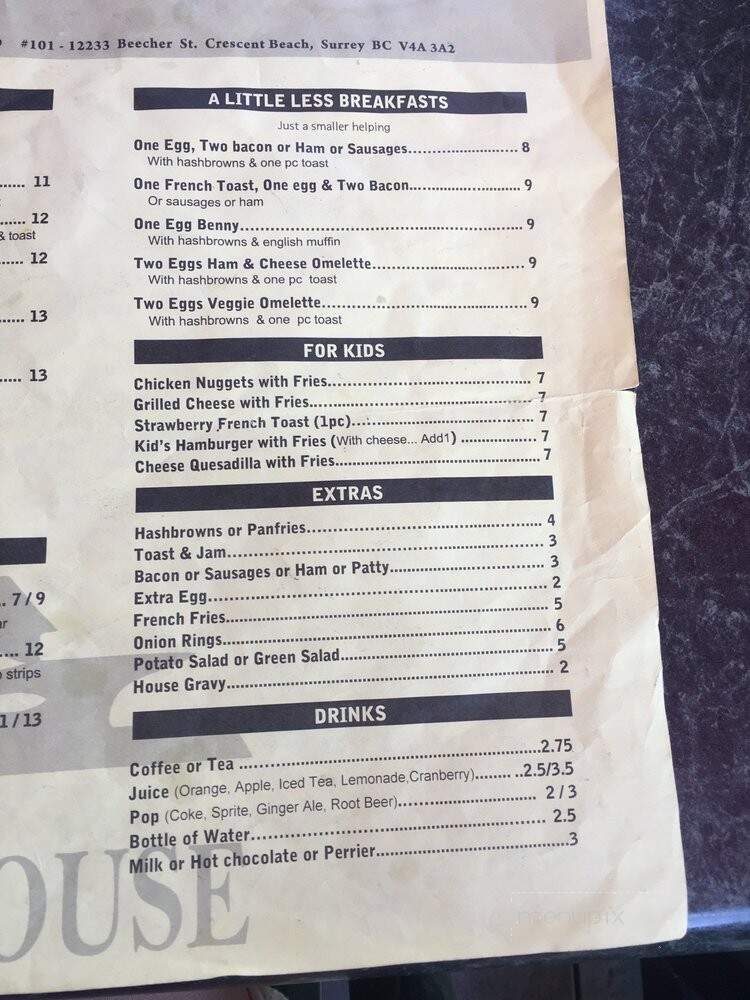 #101 - 12233 Beecher St. Crescent Beach, Surrey BC V4A 3A2
...... 11
...... 12
& toast
...... 12
...... 13
.... 13
.. 7 / 9
.... 12
strips
1 / 13
A LITTLE LESS BREAKFASTS
Just a smaller helping
One Egg, Two bacon or Ham or Sausages........................ 8
With hashbrowns & one pc toast
One French Toast, One egg & Two Bacon........................ 9
Or sausages or ham
One Egg Benny........................ 9
With hashbrowns & english muffin
Two Eggs Ham & Cheese Omelette........................ 9
With hashbrowns & one pc toast
Two Eggs Veggie Omelette........................ 9
With hashbrowns & one pc toast
FOR KIDS
Chicken Nuggets with Fries........................ 7
Grilled Cheese with Fries........................ 7
Strawberry French Toast (1pc)........................ 7
Kid's Hamburger with Fries (With cheese... Add1) .................. 7
Cheese Quesadilla with Fries........................ 7
EXTRAS
Hashbrowns or Panfries........................ 4
Toast & Jam........................ 3
Bacon or Sausages or Ham or Patty........................ 3
Extra Egg........................ 2
French Fries........................ 5
Onion Rings........................ 6
Potato Salad or Green Salad........................ 5
House Gravy........................ 2
DRINKS
Coffee or Tea ........................2.75
Juice (Orange, Apple, Iced Tea, Lemonade,Cranberry)......... ..2.5/3.5
Pop (Coke, Sprite, Ginger Ale, Root Beer)........................ 2 / 3
Bottle of Water........................ 2.5
Milk or Hot chocolate or Perrier........................3
OUSE